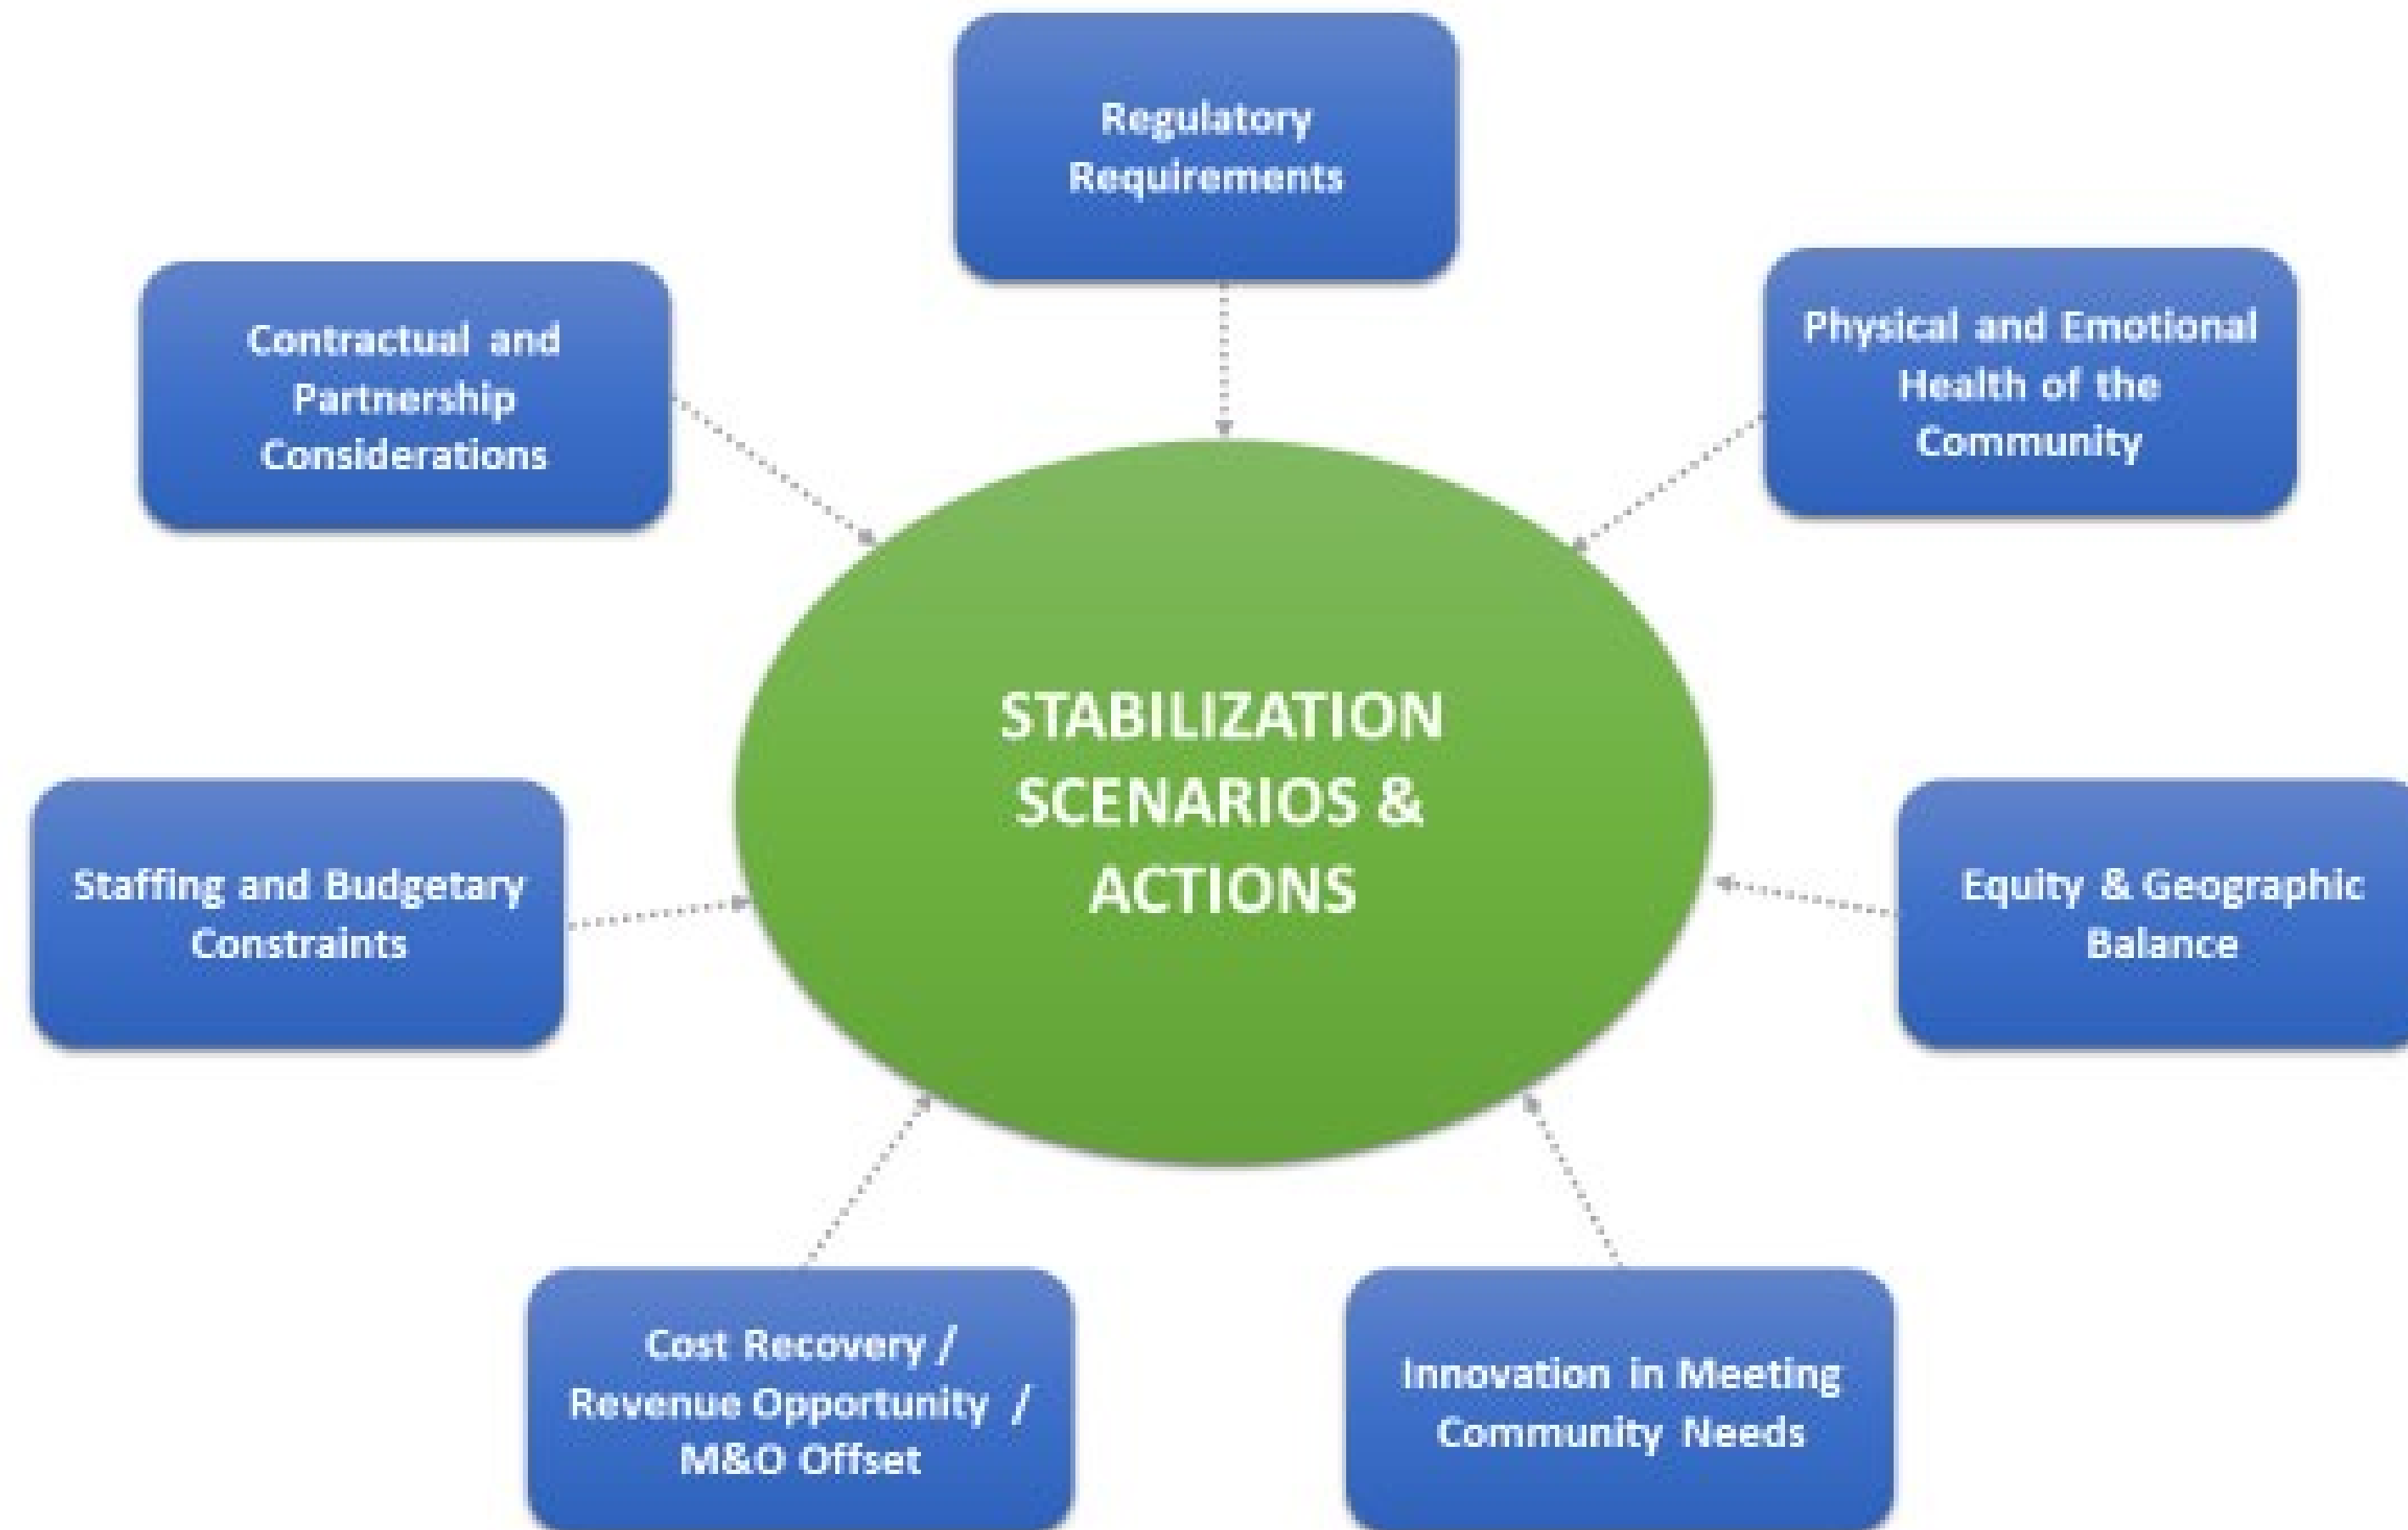 Regulatory
Requirements
Contractual and
Partnership
Considerations
Physical and Emotional
Health of the
Community
STABILIZATION
SCENARIOS &
ACTIONS
Staffing and Budgetary
Constraints
Equity & Geographic
Balance
Cost Recovery /
Revenue Opportunity /
M&O Offset
Innovation in Meeting
Community Needs